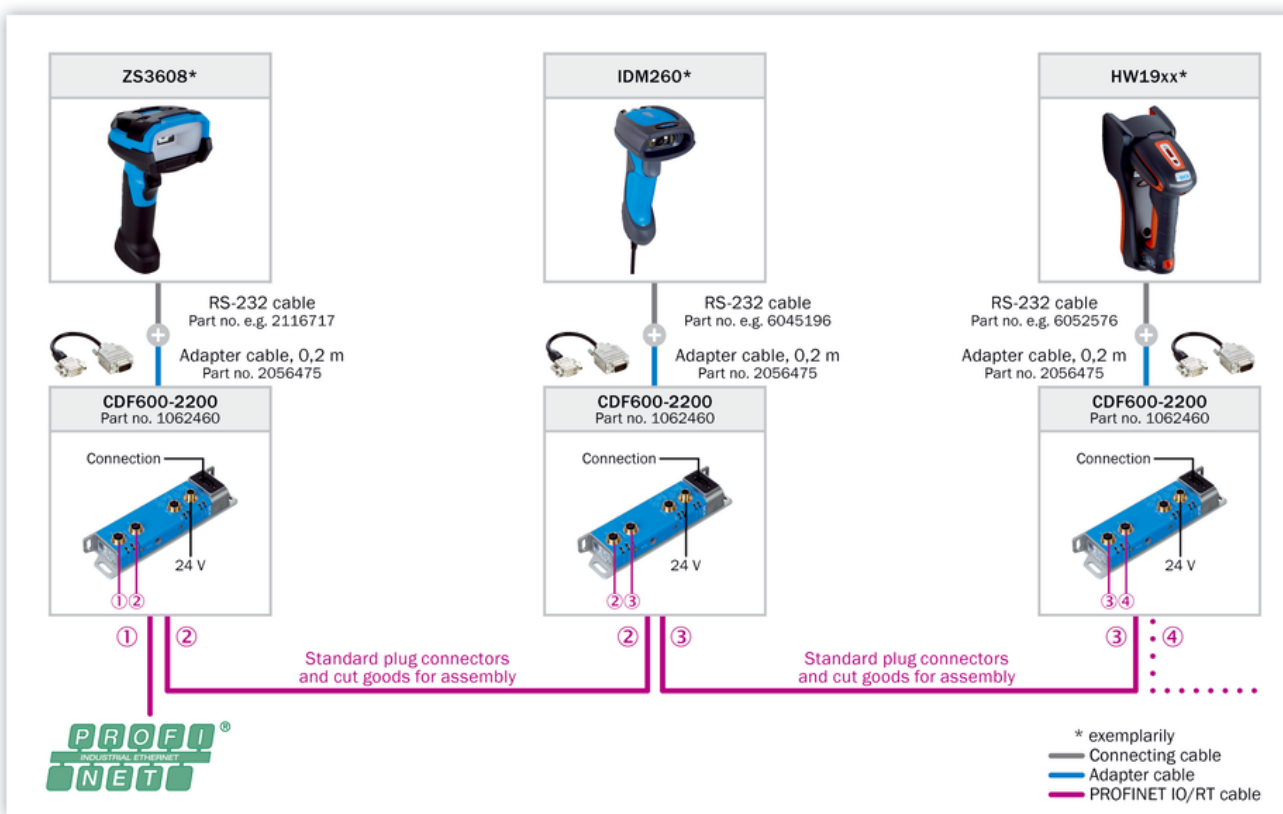 ZS3608*
RS-232 cable
Part no. e.g. 2116717
Adapter cable, 0,2 m
Part no. 2056475
CDF600-2200
Part no. 1062460
Connection
24 V
①②
①
②
IDM260*
RS-232 cable
Part no. e.g. 6045196
Adapter cable, 0,2 m
Part no. 2056475
CDF600-2200
Part no. 1062460
Connection
24 V
②③
②
③
HW19xx*
RS-232 cable
Part no. e.g. 6052576
Adapter cable, 0,2 m
Part no. 2056475
CDF600-2200
Part no. 1062460
Connection
24 V
③④
③
④
Standard plug connectors
and cut goods for assembly
Standard plug connectors
and cut goods for assembly
PROFI®
INDUSTRIAL ETHERNET
NET
* exemplarily
Connecting cable
Adapter cable
PROFINET IO/RT cable